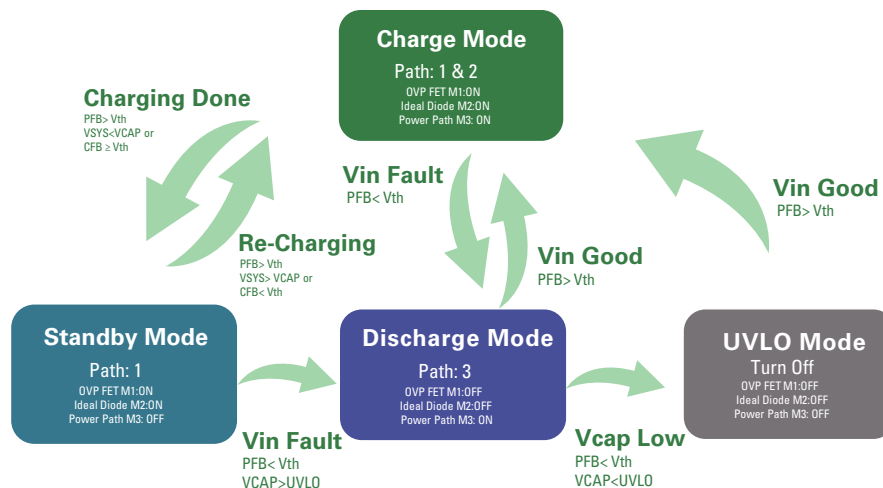 Charge Mode
Path: 1 & 2
OVP FET M1:ON
Ideal Diode M2:ON
Power Path M3: ON
Charging Done
PFB> Vth
VSYS<VCAP or
CFB ≥ Vth
Vin Fault
PFB< Vth
Vin Good
PFB> Vth
Re-Charging
PFB> Vth
VSYS> VCAP or
CFB< Vth
Vin Good
PFB> Vth
Standby Mode
Path: 1
OVP FET M1:ON
Ideal Diode M2:ON
Power Path M3: OFF
Discharge Mode
Path: 3
OVP FET M1:OFF
Ideal Diode M2:OFF
Power Path M3: ON
UVLO Mode
Turn Off
OVP FET M1:OFF
Ideal Diode M2:OFF
Power Path M3: OFF
Vin Fault
PFB< Vth
VCAP>UVLO
Vcap Low
PFB< Vth
VCAP<UVLO